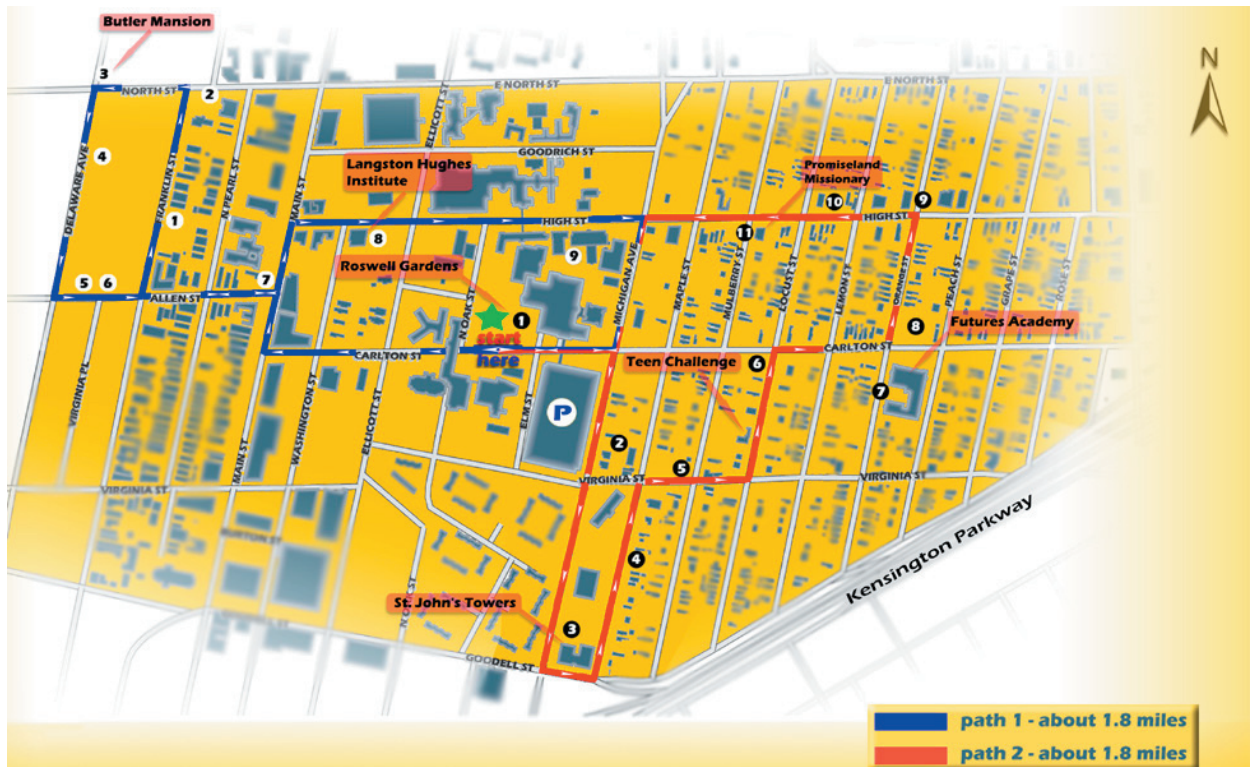 Butler Mansion
N
3
NORTH ST
2
E NORTH ST
E NORTH ST
ELLICOTT ST
GOODRICH ST
DELAWARE AVE
4
FRANKLIN ST
N PEARL ST
MAIN ST
Langston Hughes
Institute
Promiseland
Missionary
1
10
9
HIGH ST
HIGH ST
8
11
Roswell Gardens
9
MICHIGAN AVE
MAPLE ST
MULBERRY ST
LOCUST ST
LEMON ST
ORANGE ST
PEACH ST
GRAPE ST
ROSE ST
5
6
7
ALLEN ST
N OAK ST
1
start
here
8
Futures Academy
CARLTON ST
CARLTON ST
Teen Challenge
6
7
VIRGINIA PL
WASHINGTON ST
ELLICOTT ST
ELM ST
P
MAIN ST
2
5
VIRGINIA ST
VIRGINIA ST
VIRGINIA ST
BURTON ST
4
Kensington Parkway
St. John's Towers
3
GOODELL ST
path 1 - about 1.8 miles
path 2 - about 1.8 miles